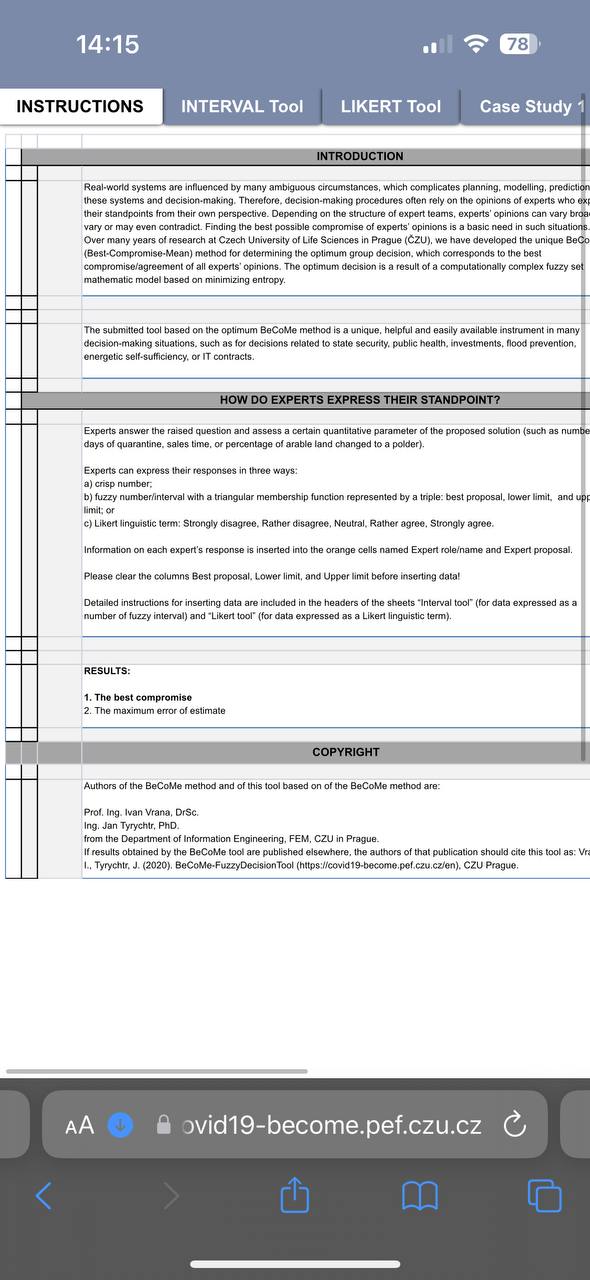 14:15
78
INSTRUCTIONS
INTERVAL Tool
LIKERT Tool
Case Study 1
INTRODUCTION
Real-world systems are influenced by many ambiguous circumstances, which complicates planning, modelling, prediction
these systems and decision-making. Therefore, decision-making procedures often rely on the opinions of experts who exp
their standpoints from their own perspective. Depending on the structure of expert teams, experts' opinions can vary broa
vary or may even contradict. Finding the best possible compromise of experts' opinions is a basic need in such situations.
Over many years of research at Czech University of Life Sciences in Prague (ČZU), we have developed the unique BeCo
(Best-Compromise-Mean) method for determining the optimum group decision, which corresponds to the best
compromise/agreement of all experts' opinions. The optimum decision is a result of a computationally complex fuzzy set
mathematic model based on minimizing entropy.
The submitted tool based on the optimum BeCoMe method is a unique, helpful and easily available instrument in many
decision-making situations, such as for decisions related to state security, public health, investments, flood prevention,
energetic self-sufficiency, or IT contracts.
HOW DO EXPERTS EXPRESS THEIR STANDPOINT?
Experts answer the raised question and assess a certain quantitative parameter of the proposed solution (such as numbe
days of quarantine, sales time, or percentage of arable land changed to a polder).
Experts can express their responses in three ways:
a) crisp number;
b) fuzzy number/interval with a triangular membership function represented by a triple: best proposal, lower limit, and upp
limit; or
c) Likert linguistic term: Strongly disagree, Rather disagree, Neutral, Rather agree, Strongly agree.
Information on each expert's response is inserted into the orange cells named Expert role/name and Expert proposal.
Please clear the columns Best proposal, Lower limit, and Upper limit before inserting data!
Detailed instructions for inserting data are included in the headers of the sheets "Interval tool" (for data expressed as a
number of fuzzy interval) and "Likert tool" (for data expressed as a Likert linguistic term).
RESULTS:
1. The best compromise
2. The maximum error of estimate
COPYRIGHT
Authors of the BeCoMe method and of this tool based on of the BeCoMe method are:
Prof. Ing. Ivan Vrana, DrSc.
Ing. Jan Tyrychtr, PhD.
from the Department of Information Engineering, FEM, CZU in Prague.
If results obtained by the BeCoMe tool are published elsewhere, the authors of that publication should cite this tool as: Vra
I., Tyrychtr, J. (2020). BeCoMe-FuzzyDecisionTool (https://covid19-become.pef.czu.cz/en), CZU Prague.
AA
ovid19-become.pef.czu.cz